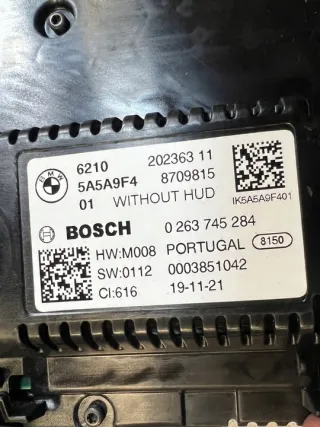 BMW
6210 202363 11
5A5A9F4 8709815
01 WITHOUT HUD
IK5A5A9F401
BOSCH 0 263 745 284
HW:M008 PORTUGAL 8150
SW:0112 0003851042
CI:616 19-11-21